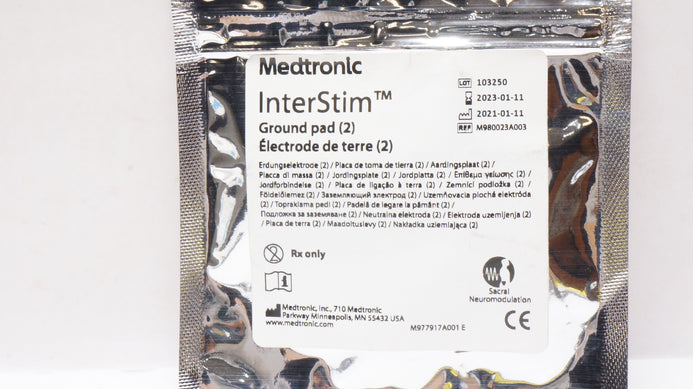 Medtronic
InterStim™
Ground pad (2)
Électrode de terre (2)
Erdungselektrode (2) / Placa de toma de tierra (2) / Aardingsplaat (2) /
Placca di massa (2) / Jordingsplate (2) / Jordplatta (2) / Επίθεμα γείωσης (2) /
Jordforbindelse (2) / Placa de ligação à terra (2) / Zemnicí podložka (2) /
Földelőlemez (2) / Заземляющий электрод (2) / Uzemňovacia plochá elektróda
(2) / Topraklama pedi (2) / Padelă de legare la pământ (2) /
Подложка за заземяване (2) / Neutralna elektroda (2) / Elektroda uzemljenja (2)
/ Placa de terra (2) / Maadoituslevy (2) / Nakładka uziemiająca (2)
LOT 103250
2023-01-11
2021-01-11
REF M980023A003
Rx only
Sacral
Neuromodulation
Medtronic, Inc., 710 Medtronic
Parkway Minneapolis, MN 55432 USA
www.medtronic.com
M977917A001 E
CE